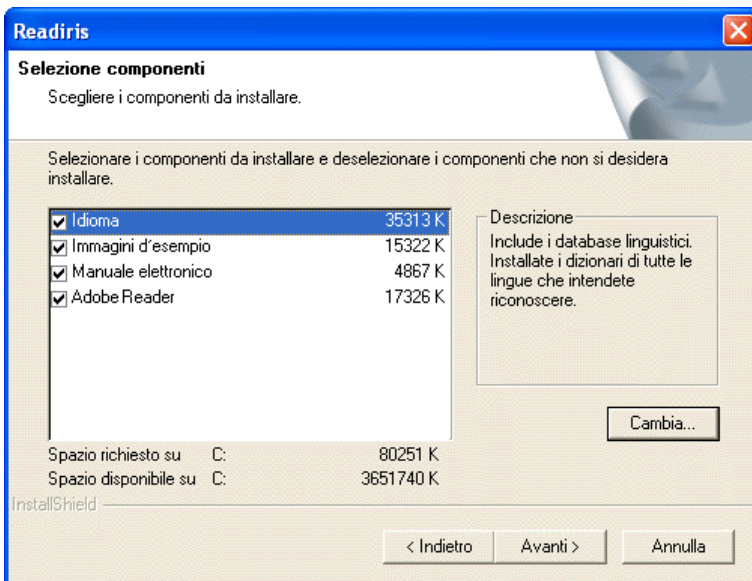 Readiris
Selezione componenti
Scegliere i componenti da installare.
Selezionare i componenti da installare e deselezionare i componenti che non si desidera
installare.
Idioma 35313 K
Immagini d'esempio 15322 K
Manuale elettronico 4867 K
Adobe Reader 17326 K
Descrizione
Include i database linguistici.
Installate i dizionari di tutte le
lingue che intendete
riconoscere.
Cambia...
Spazio richiesto su C: 80251 K
Spazio disponibile su C: 3651740 K
InstallShield
< Indietro Avanti > Annulla